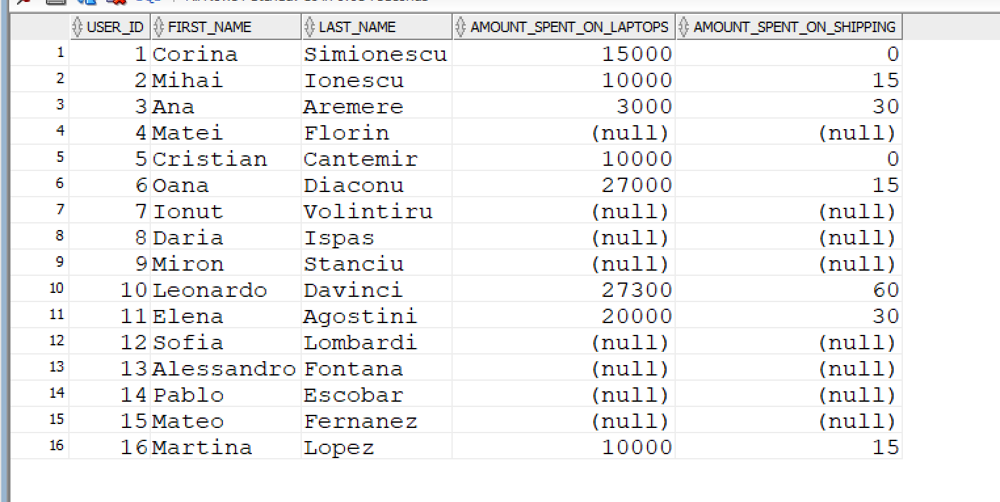 USER_ID FIRST_NAME LAST_NAME AMOUNT_SPENT_ON_LAPTOPS AMOUNT_SPENT_ON_SHIPPING
1 1 Corina Simionescu 15000 0
2 2 Mihai Ionescu 10000 15
3 3 Ana Aremere 3000 30
4 4 Matei Florin (null) (null)
5 5 Cristian Cantemir 10000 0
6 6 Oana Diaconu 27000 15
7 7 Ionut Volintiru (null) (null)
8 8 Daria Ispas (null) (null)
9 9 Miron Stanciu (null) (null)
10 10 Leonardo Davinci 27300 60
11 11 Elena Agostini 20000 30
12 12 Sofia Lombardi (null) (null)
13 13 Alessandro Fontana (null) (null)
14 14 Pablo Escobar (null) (null)
15 15 Mateo Fernanez (null) (null)
16 16 Martina Lopez 10000 15